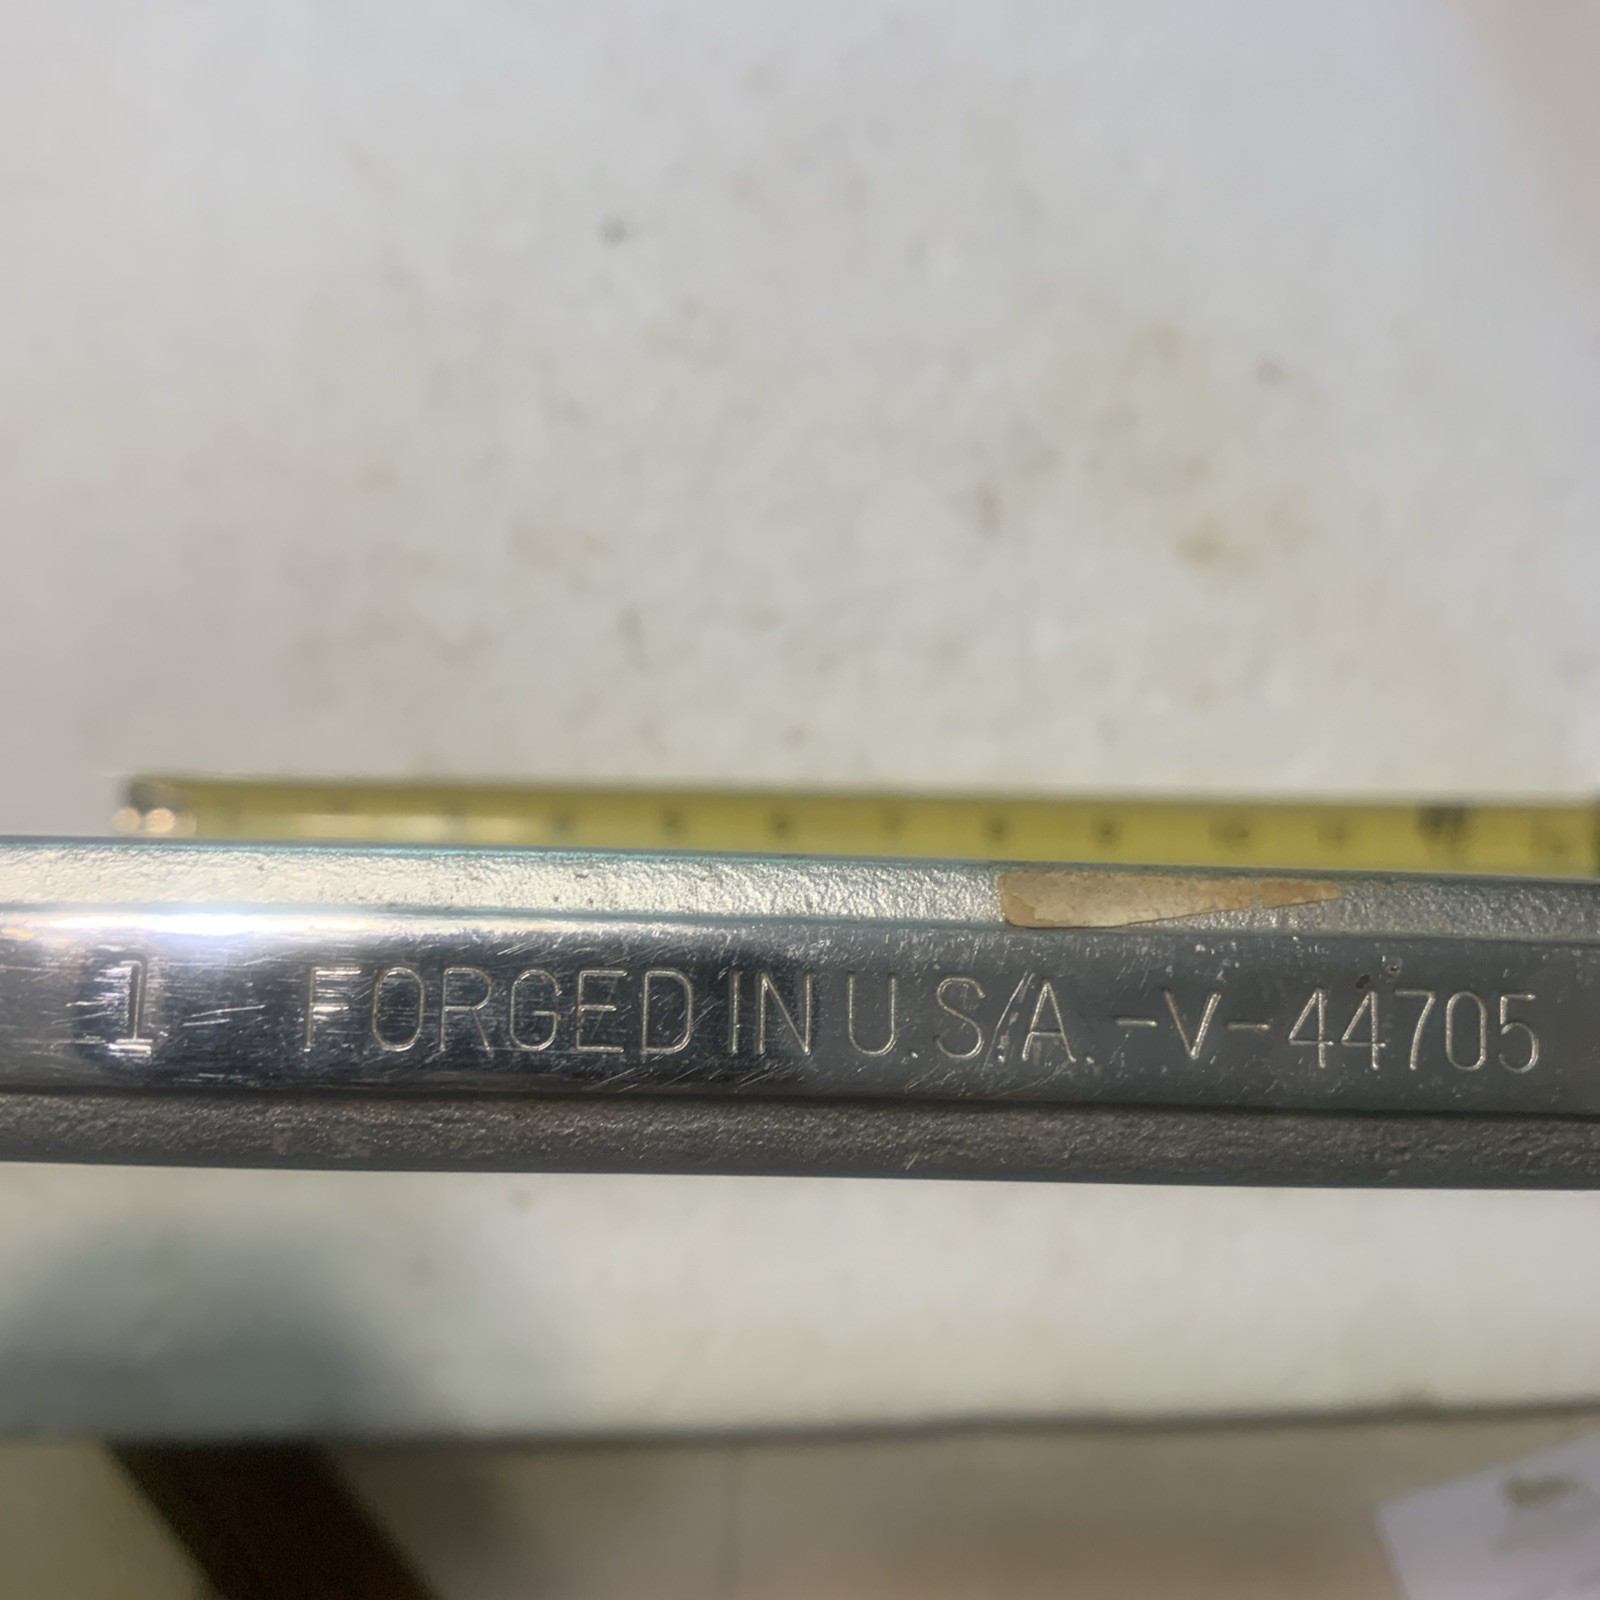 1 FORGED IN U.S.A. -V-44705